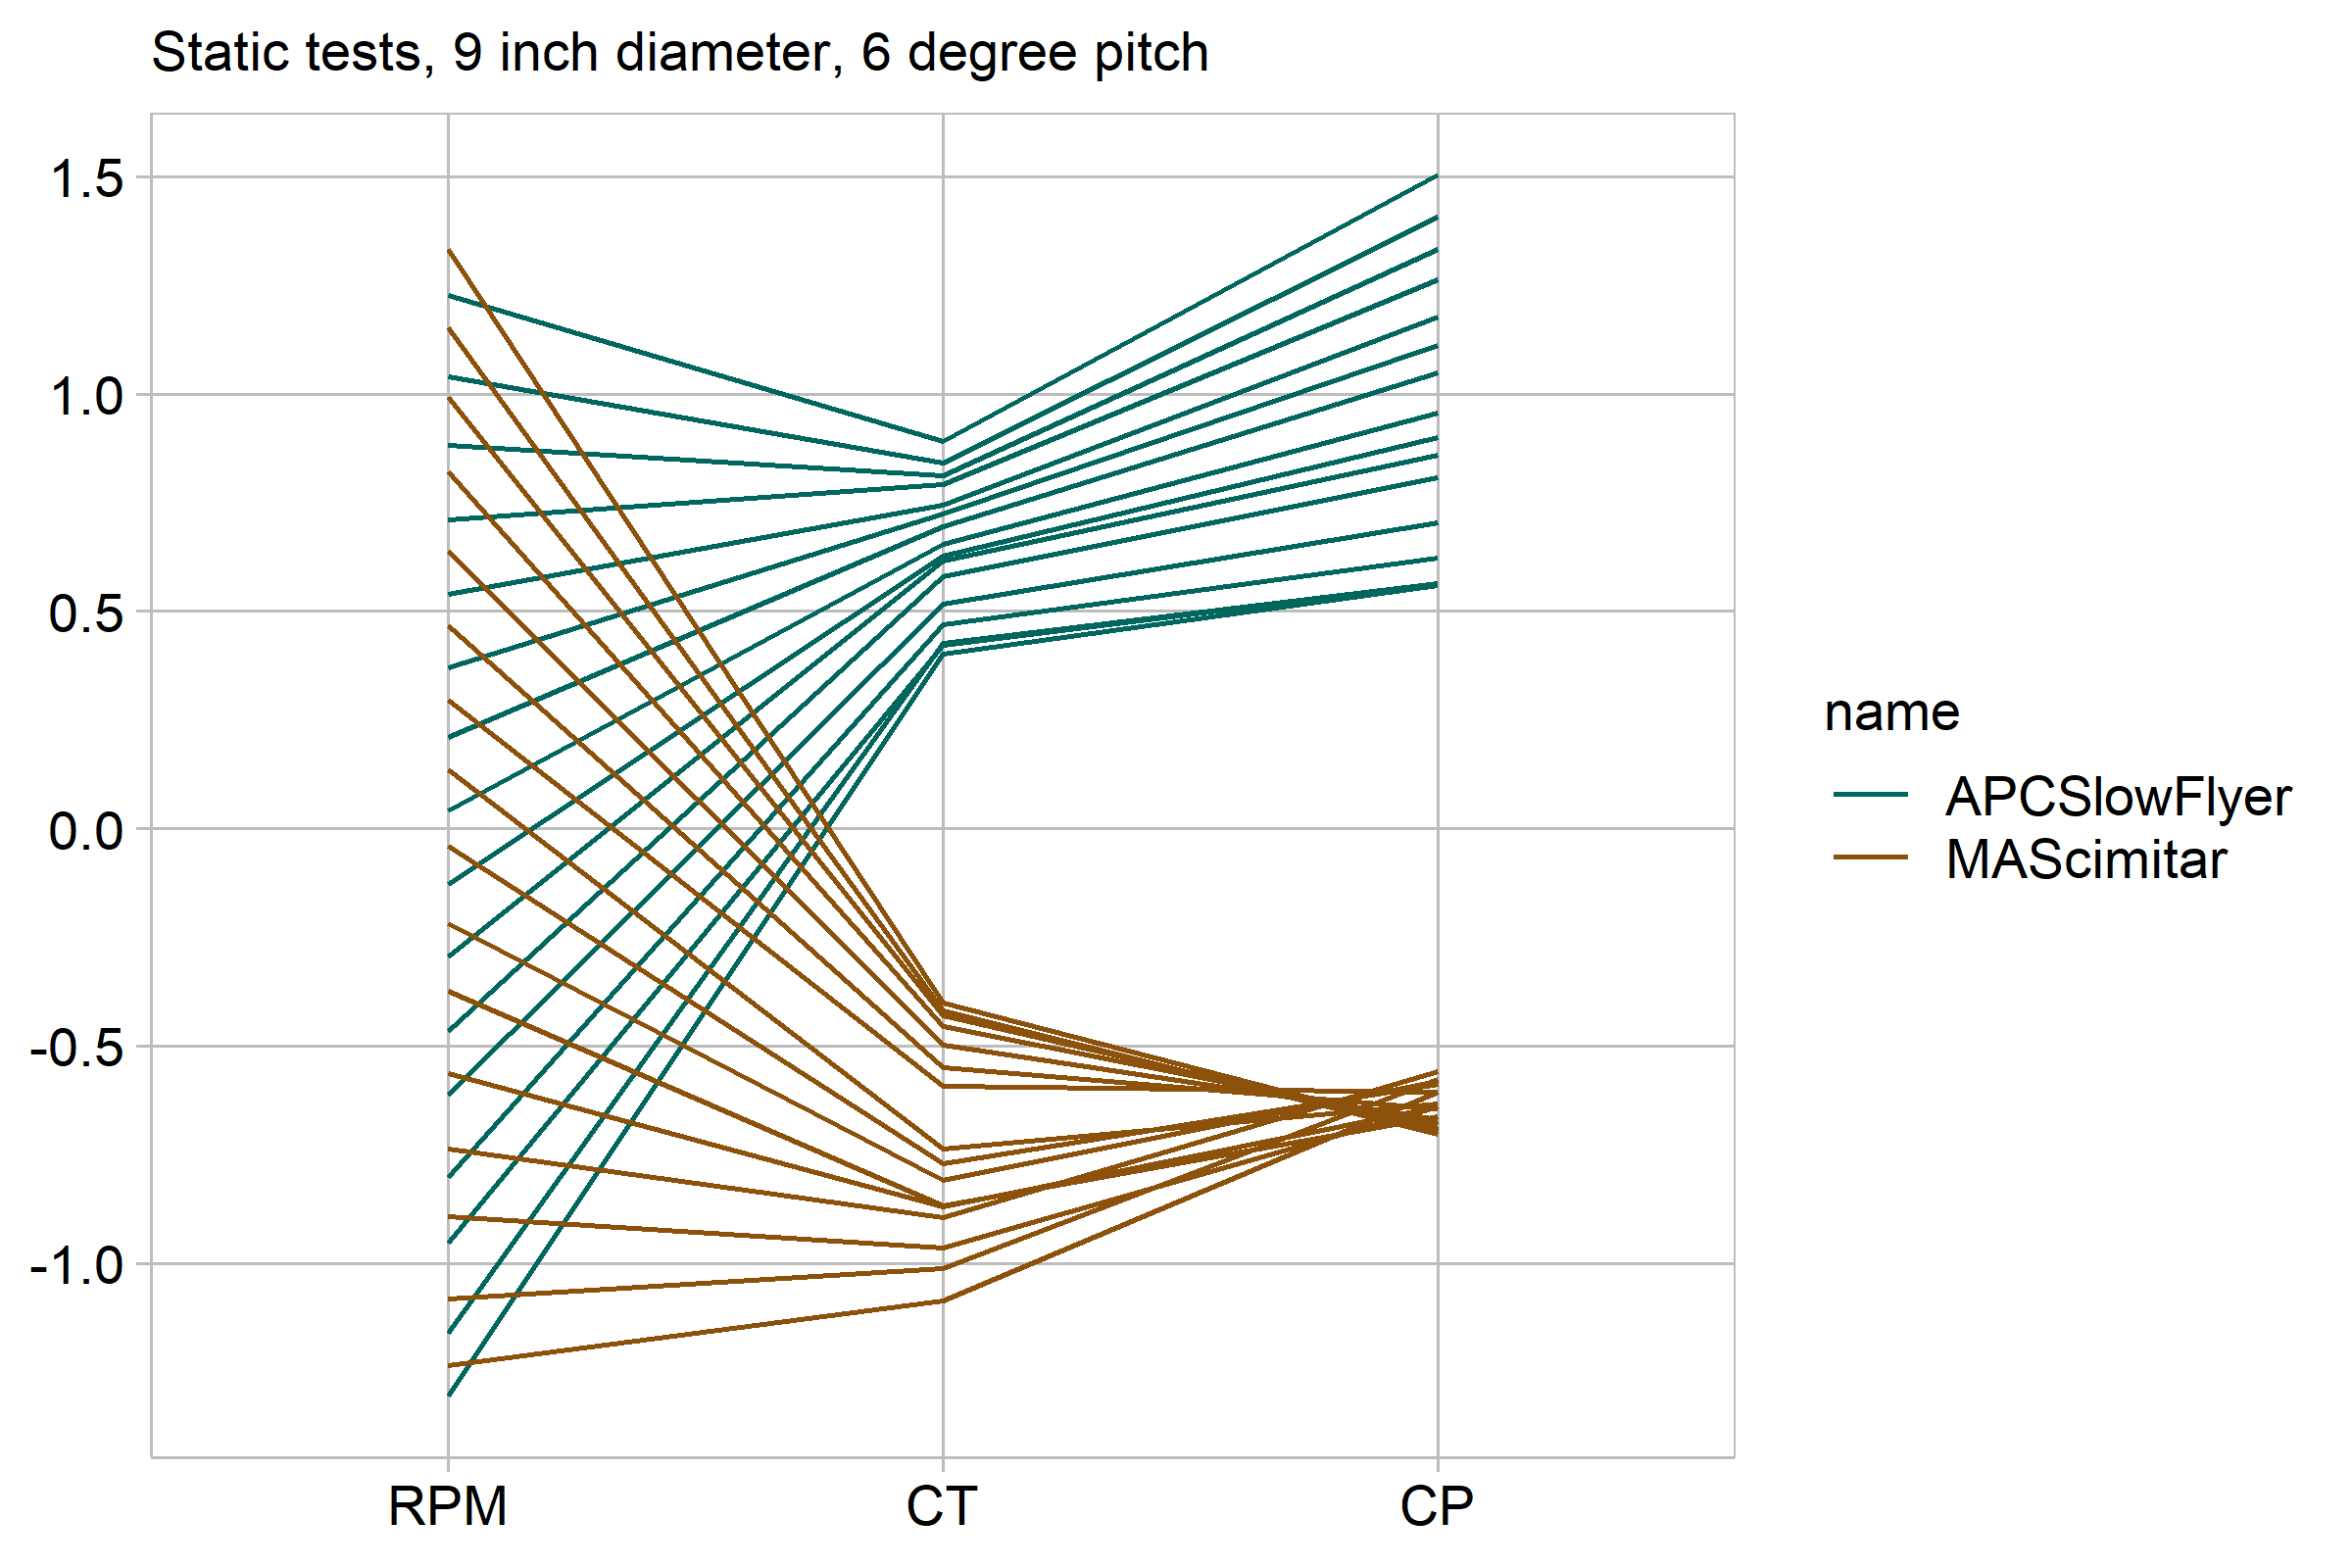 Static tests, 9 inch diameter, 6 degree pitch
1.5
1.0
0.5
0.0
-0.5
-1.0
RPM CT CP
name
APCSlowFlyer
MAScimitar